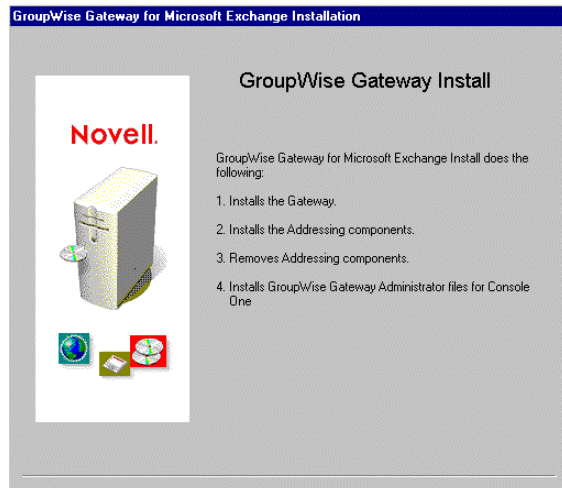 GroupWise Gateway for Microsoft Exchange Installation
GroupWise Gateway Install
Novell.
GroupWise Gateway for Microsoft Exchange Install does the
following:
1. Installs the Gateway.
2. Installs the Addressing components.
3. Removes Addressing components.
4. Installs GroupWise Gateway Administrator files for Console
One